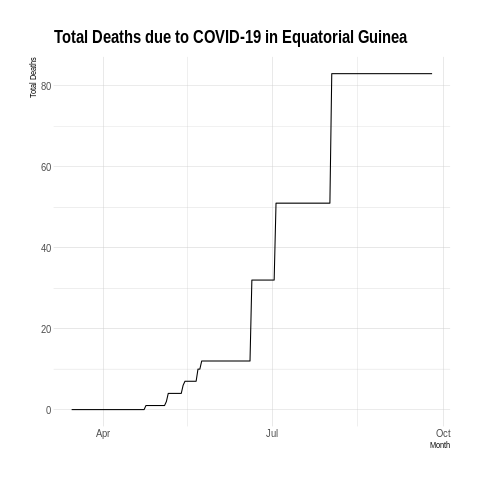 Total Deaths due to COVID-19 in Equatorial Guinea
Total Deaths
80
60
40
20
0
Apr
Jul
Oct
Month